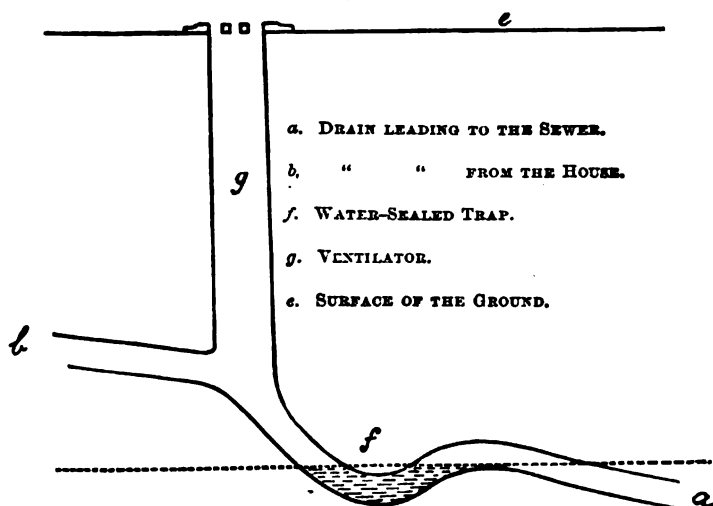 e
a. DRAIN LEADING TO THE SEWER.
b. “ “ FROM THE HOUSE.
g
f. WATER-SEALED TRAP.
g. VENTILATOR.
e. SURFACE OF THE GROUND.
b
f
a